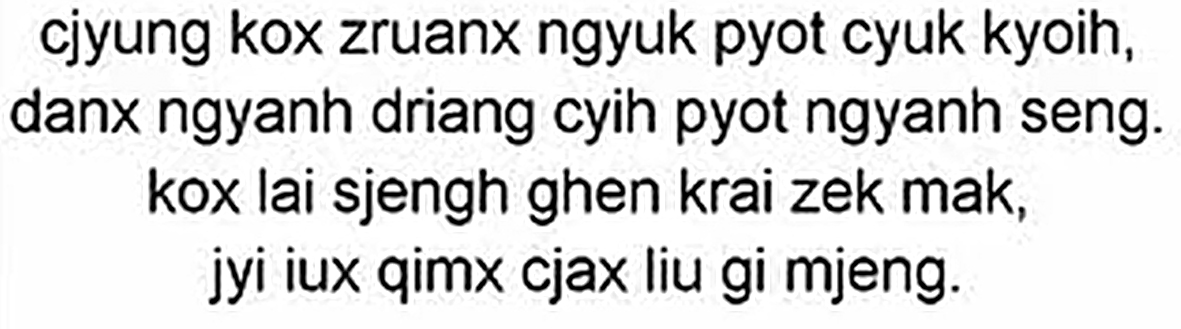 cjyung kox zruanx ngyuk pyot cyuk kyoih,
danx ngyanh driang cyih pyot ngyanh seng.
kox lai sjengh ghen krai zek mak,
jyi iux qimx cjax liu gi mjeng.